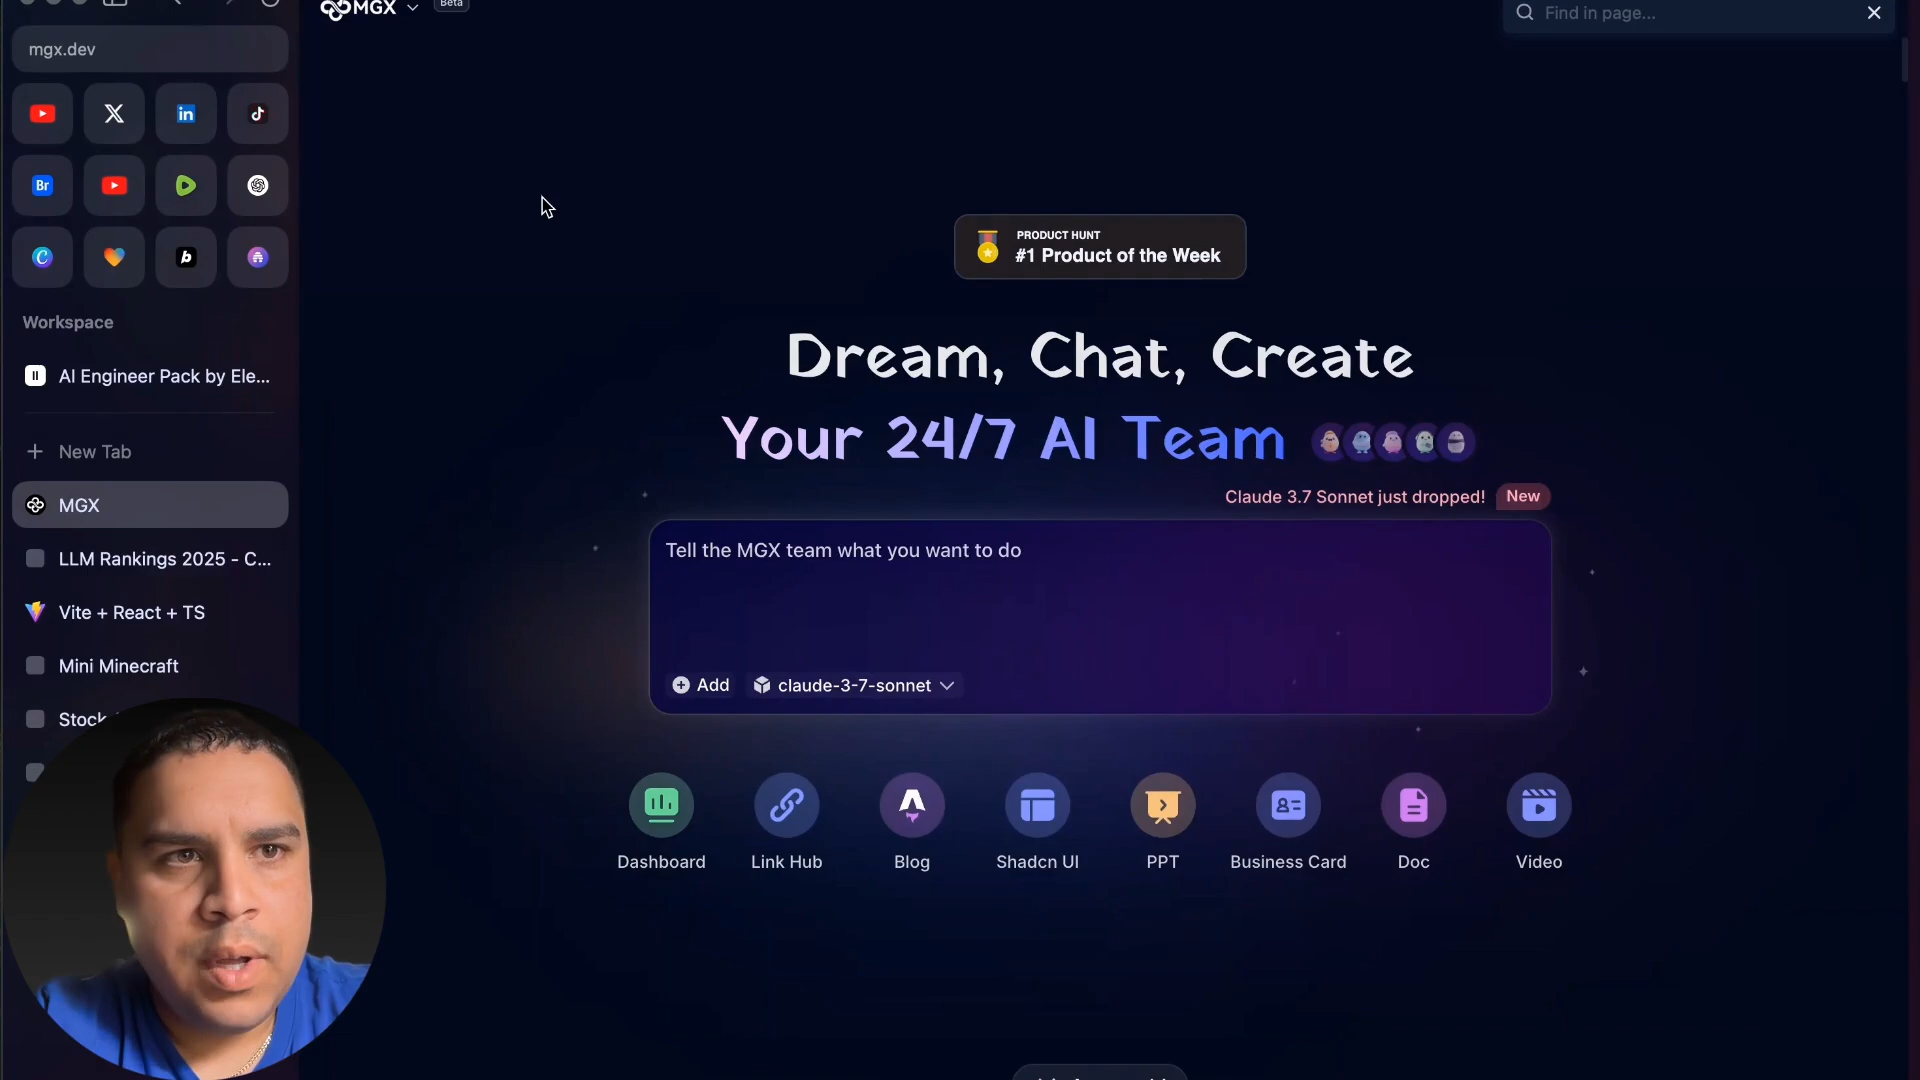 MGX
Beta
Find in page...
mgx.dev
Br
Workspace
AI Engineer Pack by Ele...
New Tab
MGX
LLM Rankings 2025 - C...
Vite + React + TS
Mini Minecraft
Stock
PRODUCT HUNT
#1 Product of the Week
Dream, Chat, Create
Your 24/7 AI Team
Claude 3.7 Sonnet just dropped!
New
Tell the MGX team what you want to do
Add
claude-3-7-sonnet
Dashboard
Link Hub
Blog
Shadcn UI
PPT
Business Card
Doc
Video